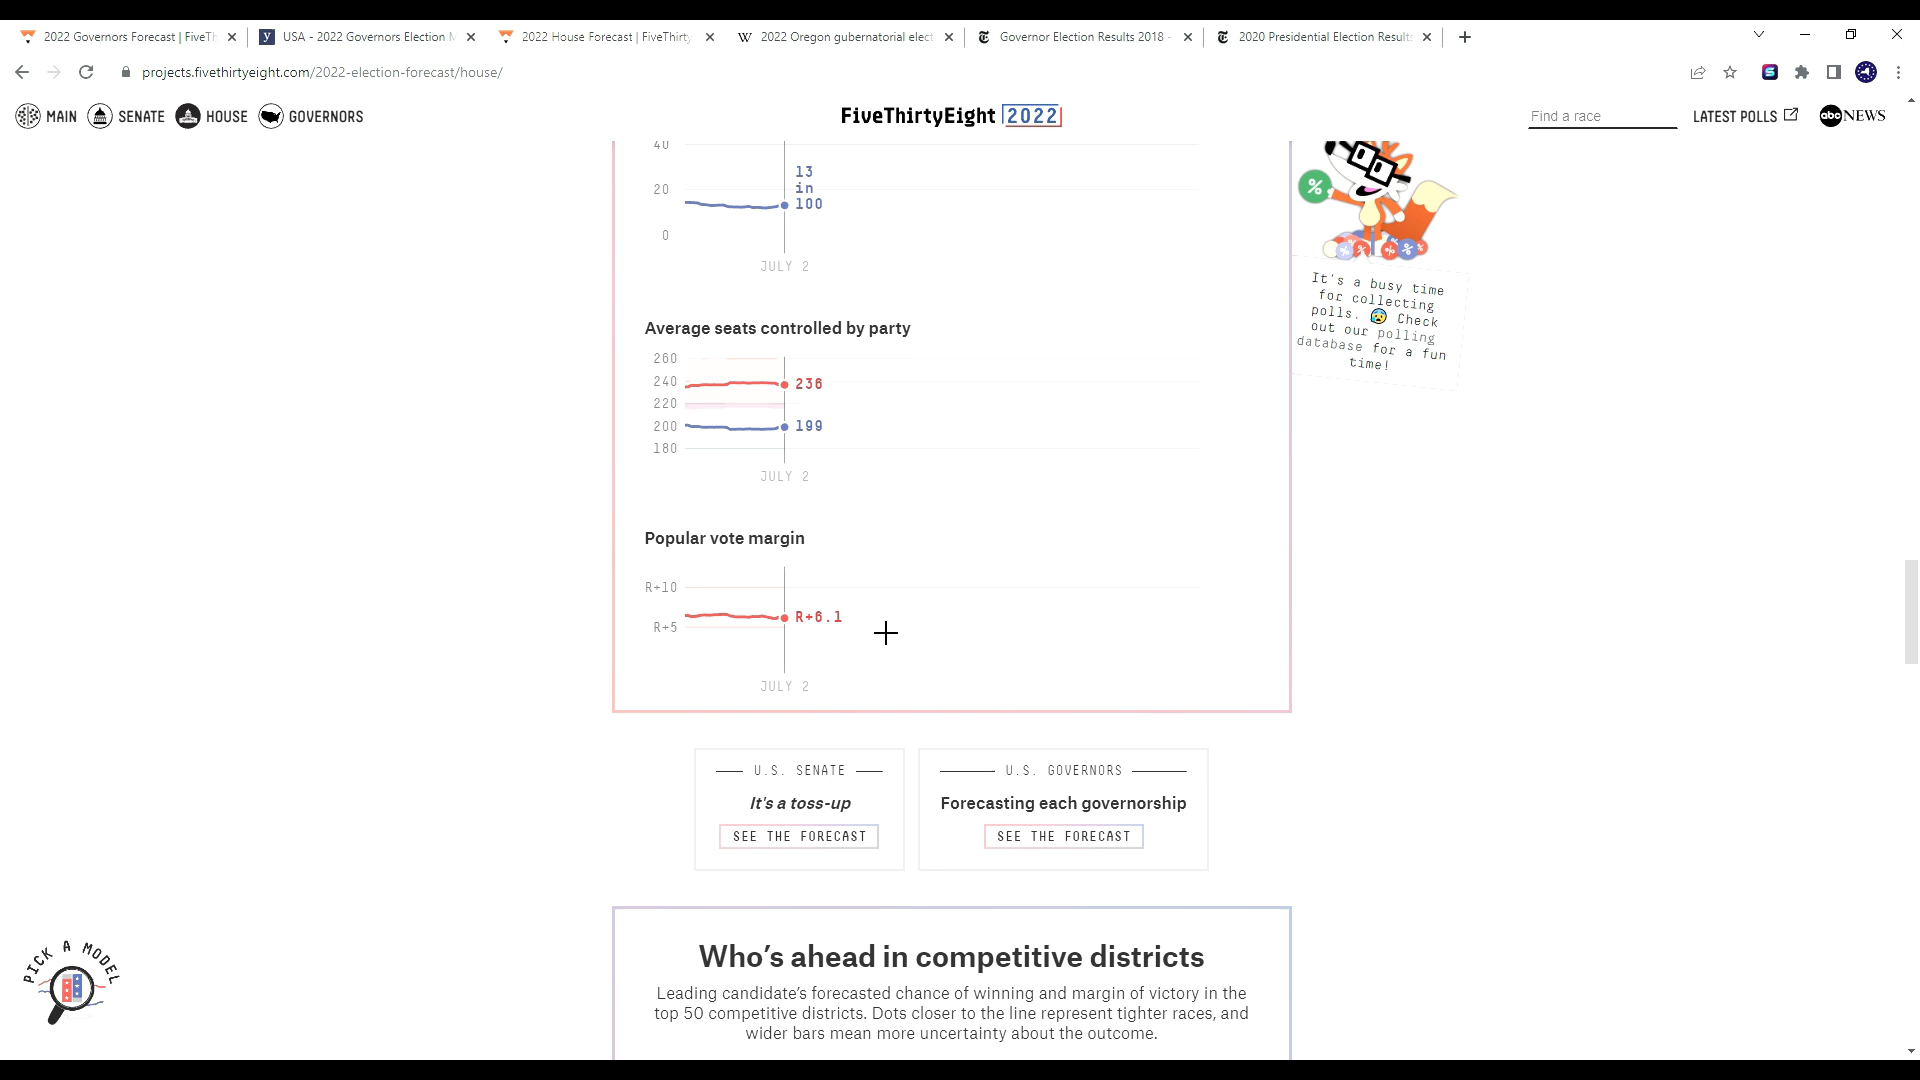 2022 Governors Forecast | FiveTh
USA - 2022 Governors Election M
2022 House Forecast | FiveThirty
2022 Oregon gubernatorial elect
Governor Election Results 2018 -
2020 Presidential Election Results
projects.fivethirtyeight.com/2022-election-forecast/house/
MAIN
SENATE
HOUSE
GOVERNORS
FiveThirtyEight 2022
Find a race
LATEST POLLS
abc NEWS
40
20
0
13
in
100
JULY 2
It's a busy time
for collecting
polls. 😰 Check
out our polling
database for a fun
time!
Average seats controlled by party
260
240
220
200
180
236
199
JULY 2
Popular vote margin
R+10
R+5
R+6.1
JULY 2
U.S. SENATE
It's a toss-up
SEE THE FORECAST
U.S. GOVERNORS
Forecasting each governorship
SEE THE FORECAST
PICK A MODEL
Who's ahead in competitive districts
Leading candidate's forecasted chance of winning and margin of victory in the
top 50 competitive districts. Dots closer to the line represent tighter races, and
wider bars mean more uncertainty about the outcome.